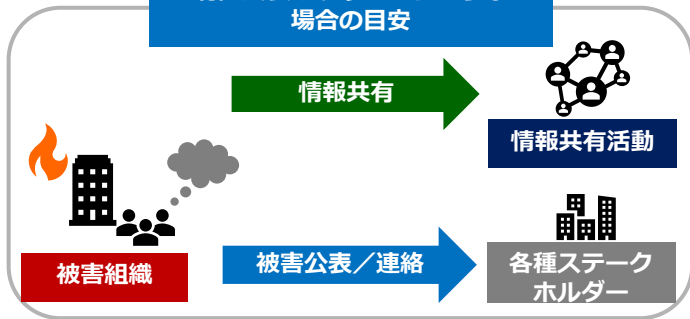 場合の目安
情報共有
情報共有活動
被害組織
被害公表／連絡
各種ステーク
ホルダー